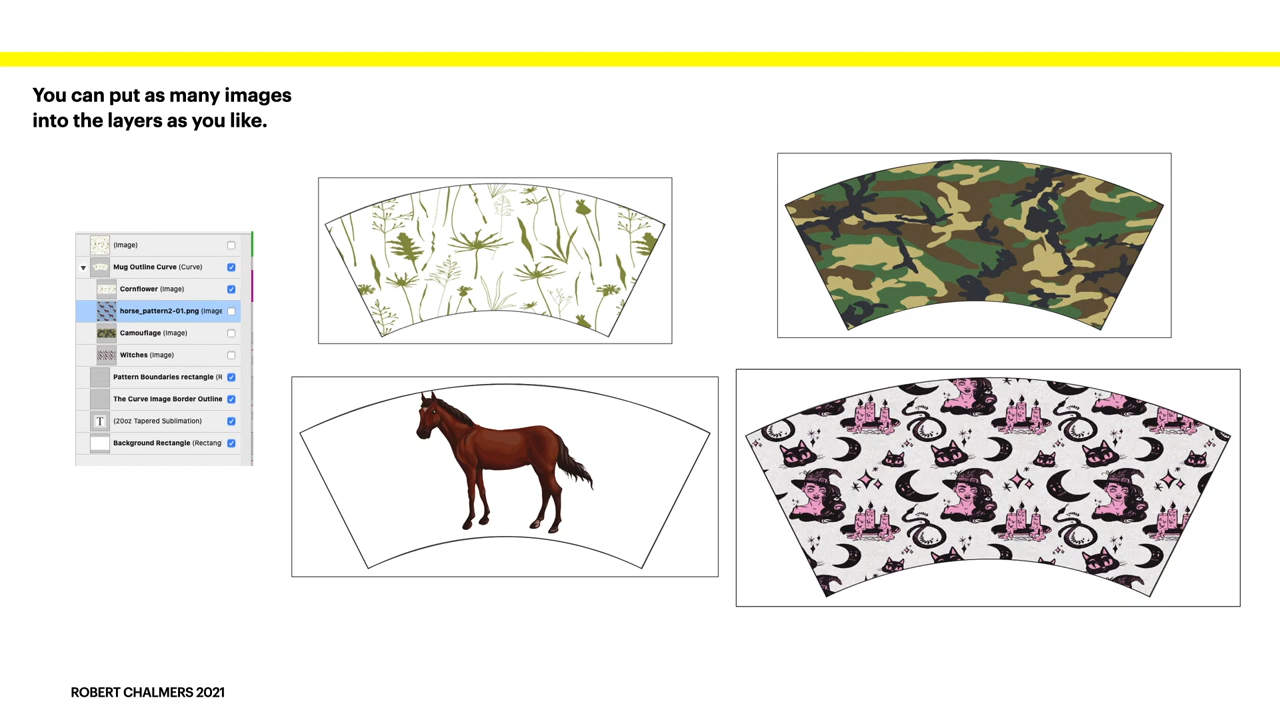 You can put as many images
into the layers as you like.
(Image)
Mug Outline Curve (Curve)
Cornflower (Image)
horse_pattern2-01.png (Image
Camouflage (Image)
Witches (Image)
Pattern Boundaries rectangle (R
The Curve Image Border Outline
T (20oz Tapered Sublimation)
Background Rectangle (Rectang
ROBERT CHALMERS 2021